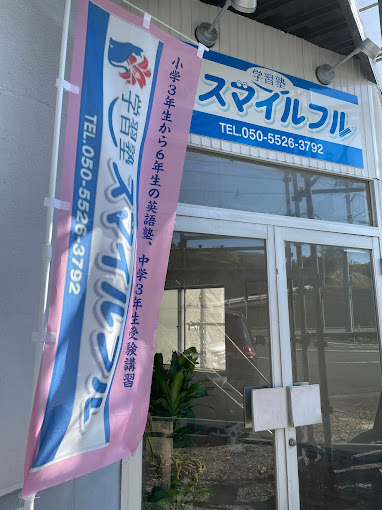 小学3年生から6年生の英語塾、中学3年生受験講習
学習塾 スマイルフル
TEL.050-5526-3792
学習塾
スマイルフル
TEL.050-5526-3792